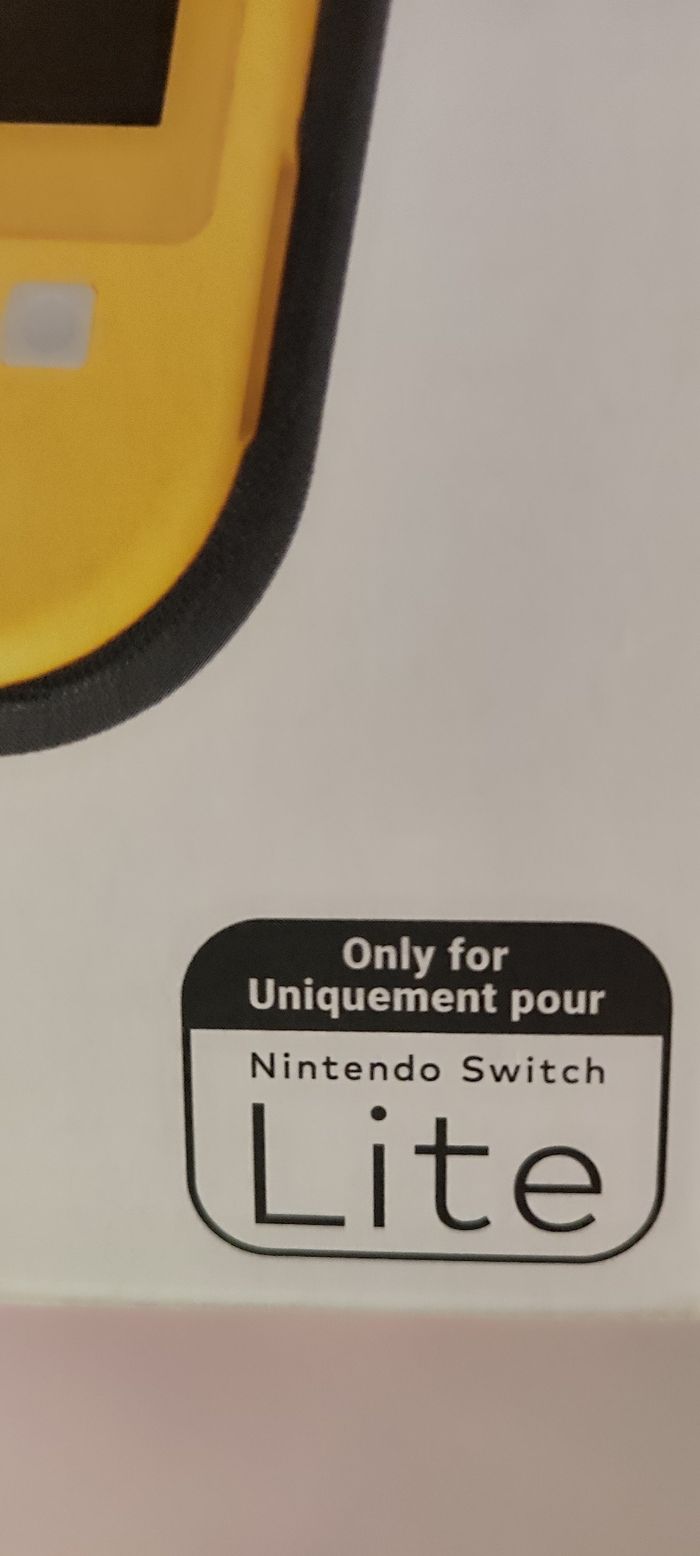 Only for
Uniquement pour
Nintendo Switch
Lite